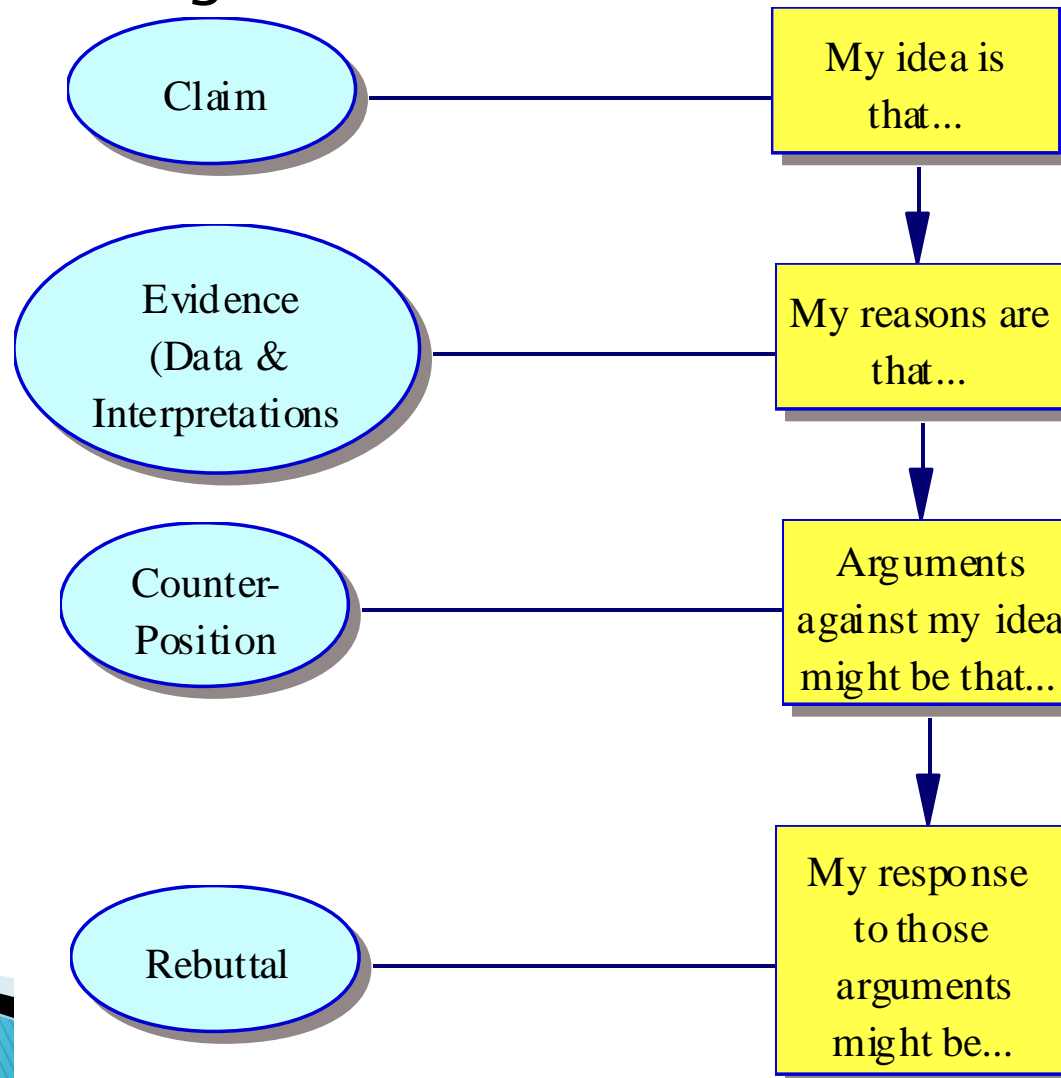 Claim
My idea is
that...
Evidence
(Data &
Interpretations
My reasons are
that...
Counter-
Position
Arguments
against my idea
might be that...
Rebuttal
My response
to those
arguments
might be...